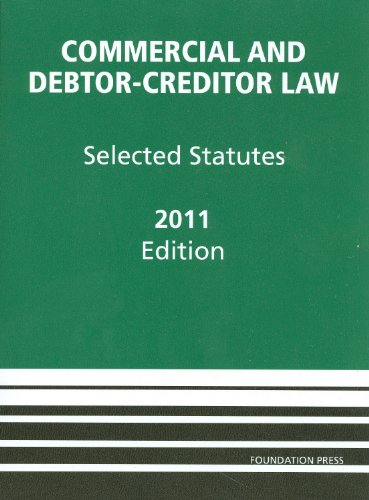 COMMERCIAL AND
DEBTOR-CREDITOR LAW
Selected Statutes
2011
Edition
FOUNDATION PRESS